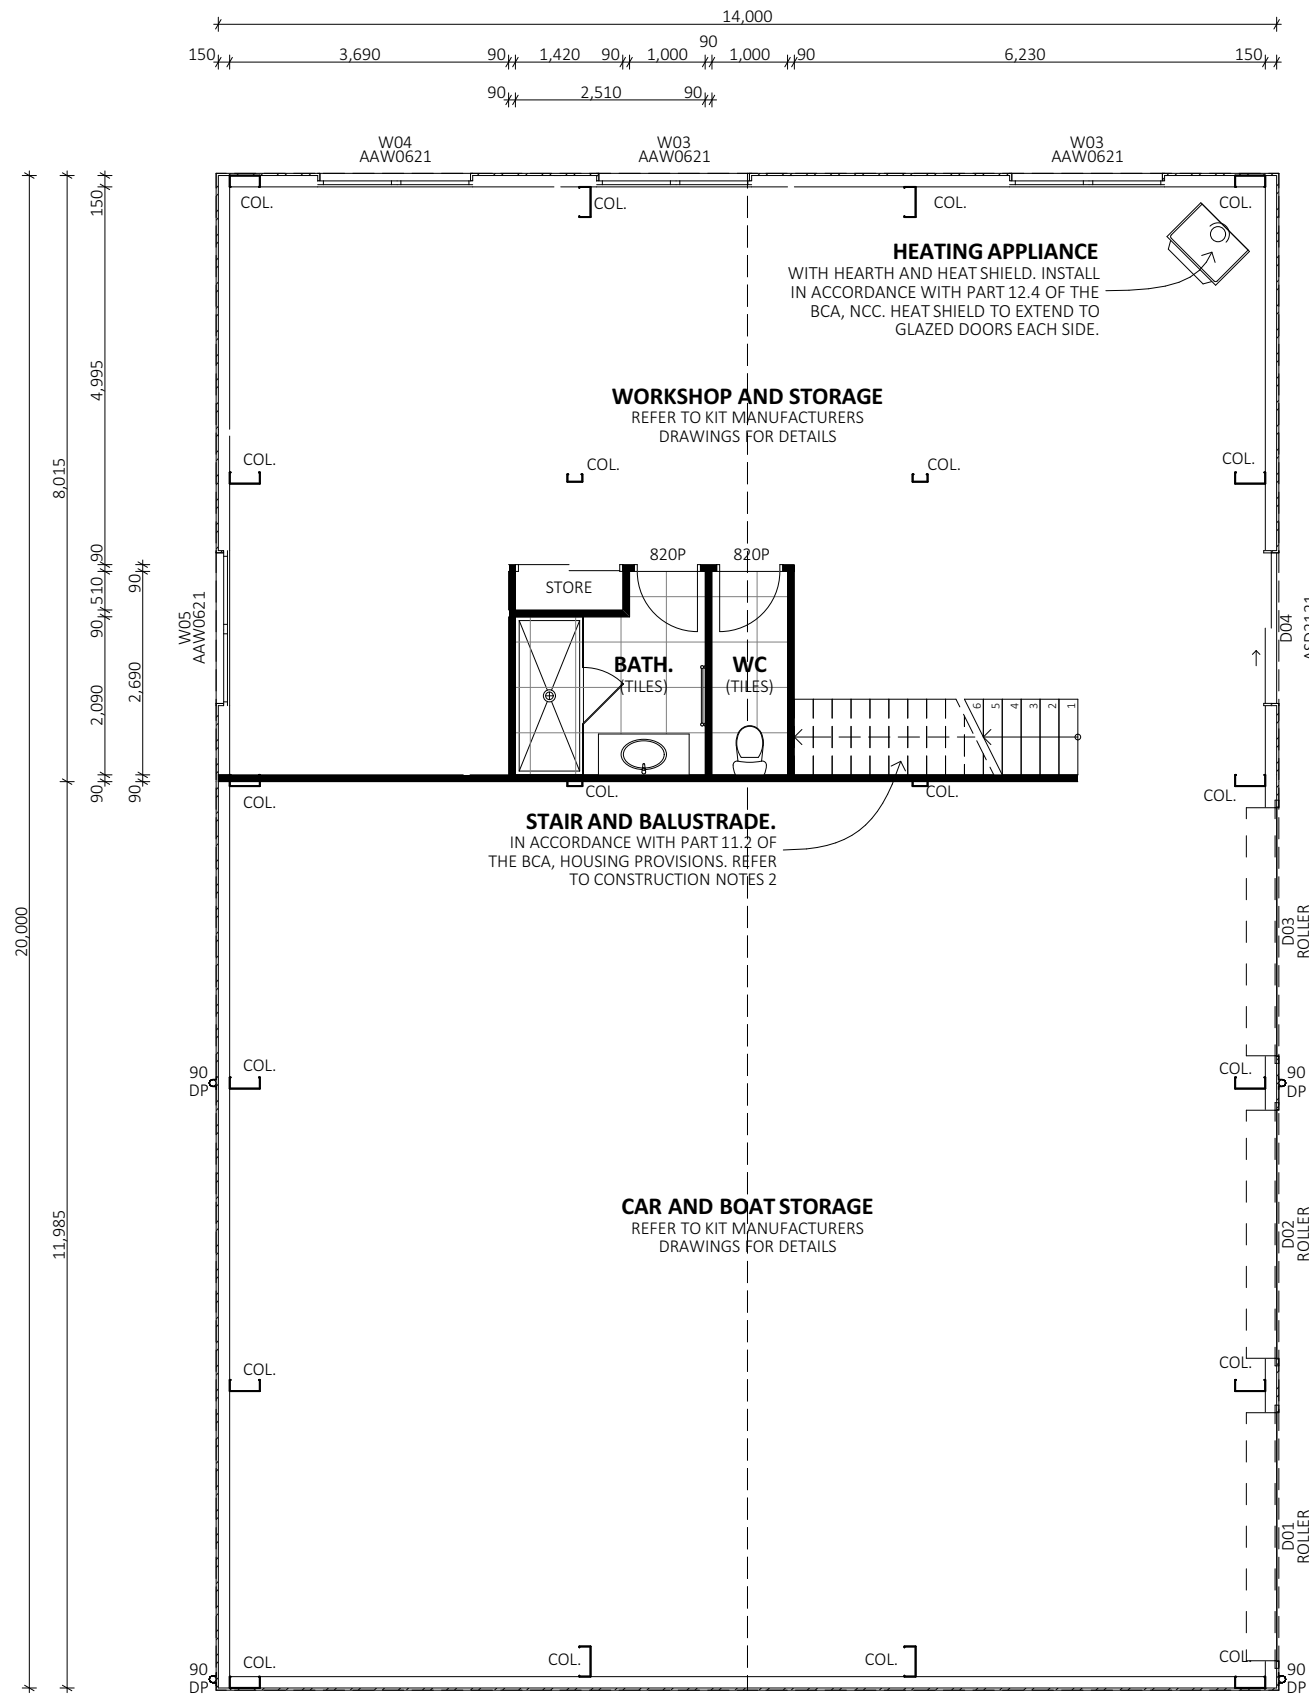 14,000
150
3,690
90
1,420
90
1,000
90
1,000
90
6,230
150
90
2,510
90
W04
AAW0621
W03
AAW0621
W03
AAW0621
150
4,995
8,015
90
510
90
90
2,090
2,690
90
90
20,000
11,985
COL.
COL.
COL.
COL.
HEATING APPLIANCE
WITH HEARTH AND HEAT SHIELD. INSTALL
IN ACCORDANCE WITH PART 12.4 OF THE
BCA, NCC. HEAT SHIELD TO EXTEND TO
GLAZED DOORS EACH SIDE.
WORKSHOP AND STORAGE
REFER TO KIT MANUFACTURERS
DRAWINGS FOR DETAILS
COL.
COL.
COL.
COL.
820P
820P
STORE
W05
AAW0621
D04
ASD2121
BATH.
(TILES)
WC
(TILES)
6
5
4
3
2
1
COL.
COL.
COL.
COL.
STAIR AND BALUSTRADE.
IN ACCORDANCE WITH PART 11.2 OF
THE BCA, HOUSING PROVISIONS. REFER
TO CONSTRUCTION NOTES 2
D03
ROLLER
COL.
COL.
90
DP
90
DP
CAR AND BOAT STORAGE
REFER TO KIT MANUFACTURERS
DRAWINGS FOR DETAILS
D02
ROLLER
COL.
COL.
D01
ROLLER
COL.
COL.
COL.
COL.
90
DP
90
DP